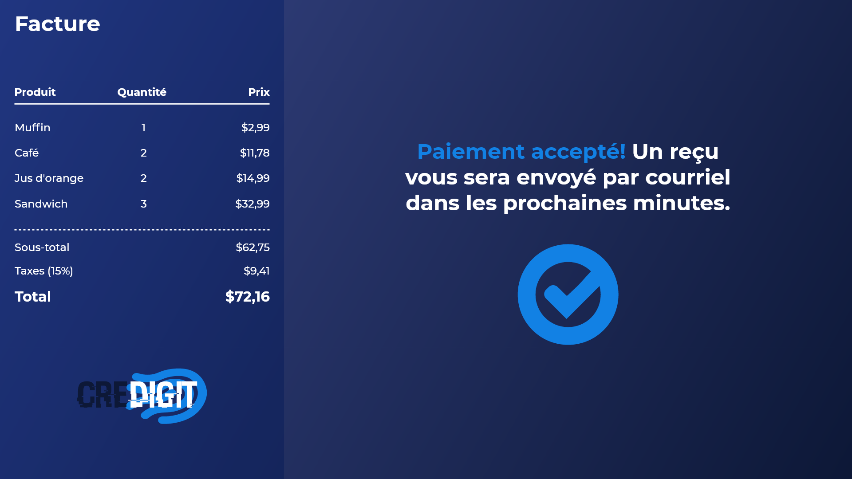 Facture
Produit Quantité Prix
Muffin 1 $2,99
Café 2 $11,78
Jus d'orange 2 $14,99
Sandwich 3 $32,99
Sous-total $62,75
Taxes (15%) $9,41
Total $72,16
CREDIGIT
Paiement accepté! Un reçu
vous sera envoyé par courriel
dans les prochaines minutes.